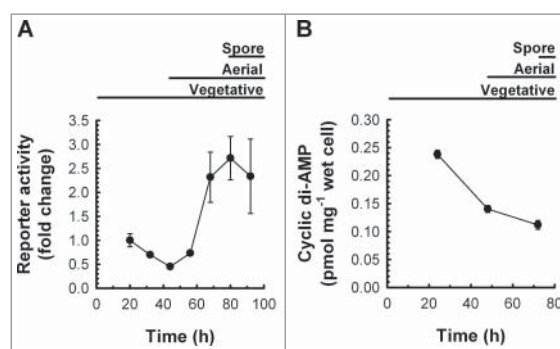 A
Spore
Aerial
Vegetative
Reporter activity
(fold change)
3.5
3.0
2.5
2.0
1.5
1.0
0.5
0.0
0 20 40 60 80 100
Time (h)
B
Spore
Aerial
Vegetative
Cyclic di-AMP
(pmol mg-1 wet cell)
0.30
0.25
0.20
0.15
0.10
0.05
0.00
0 20 40 60 80
Time (h)